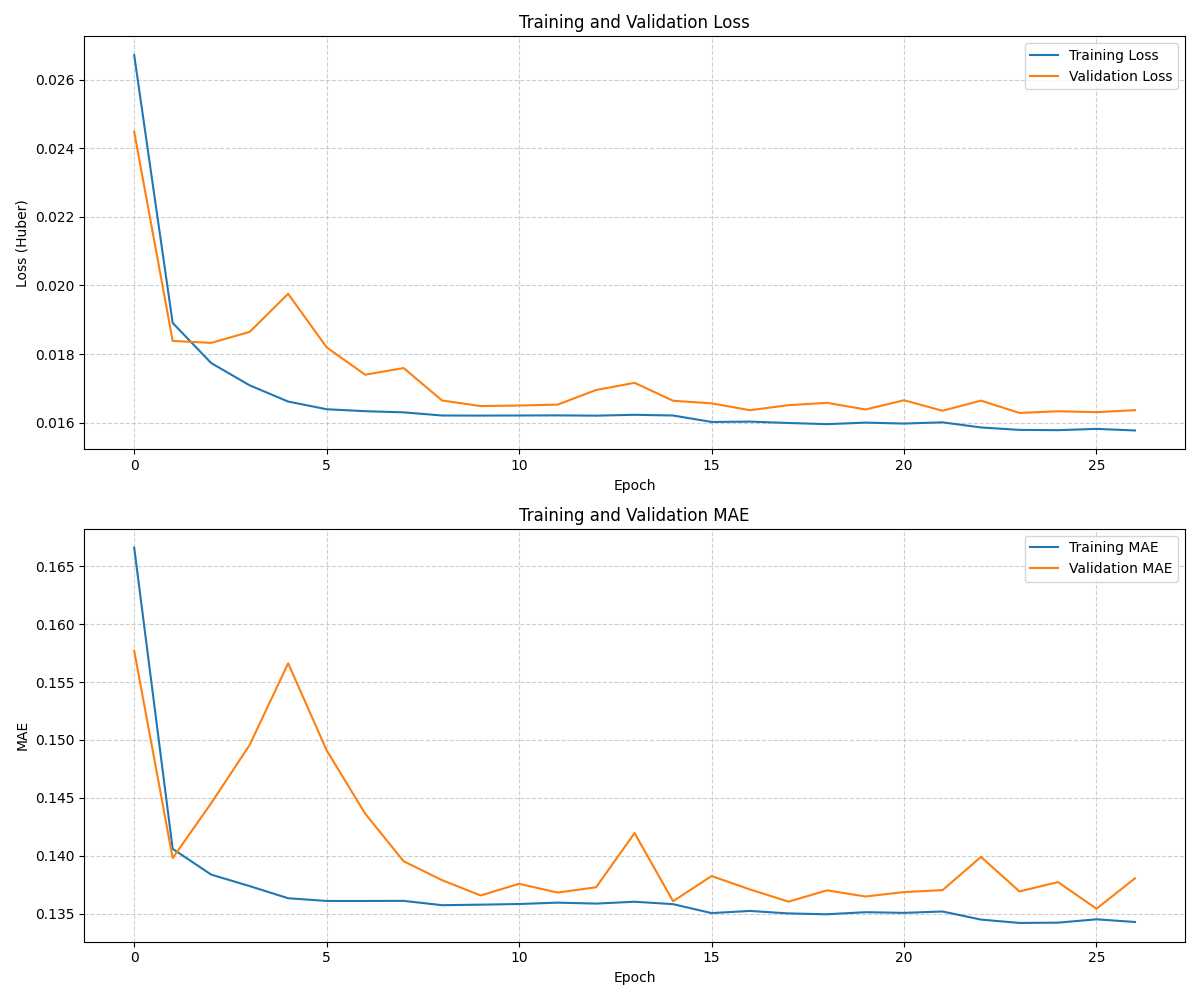 Training and Validation Loss
Loss (Huber)
0.026
0.024
0.022
0.020
0.018
0.016
Training Loss
Validation Loss
0 5 10 15 20 25
Epoch
Training and Validation MAE
MAE
0.165
0.160
0.155
0.150
0.145
0.140
0.135
Training MAE
Validation MAE
0 5 10 15 20 25
Epoch